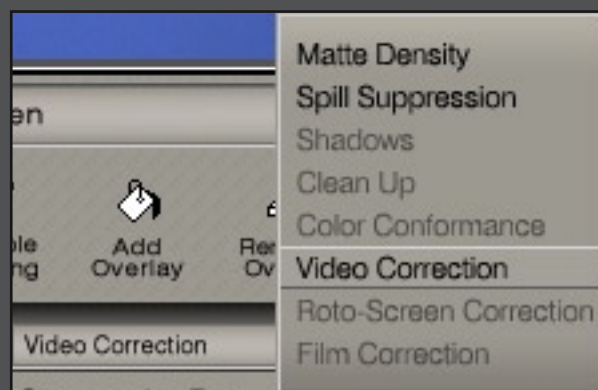 en
Add
Overlay
Video Correction
Matte Density
Spill Suppression
Shadows
Clean Up
Color Conformance
Video Correction
Roto-Screen Correction
Film Correction